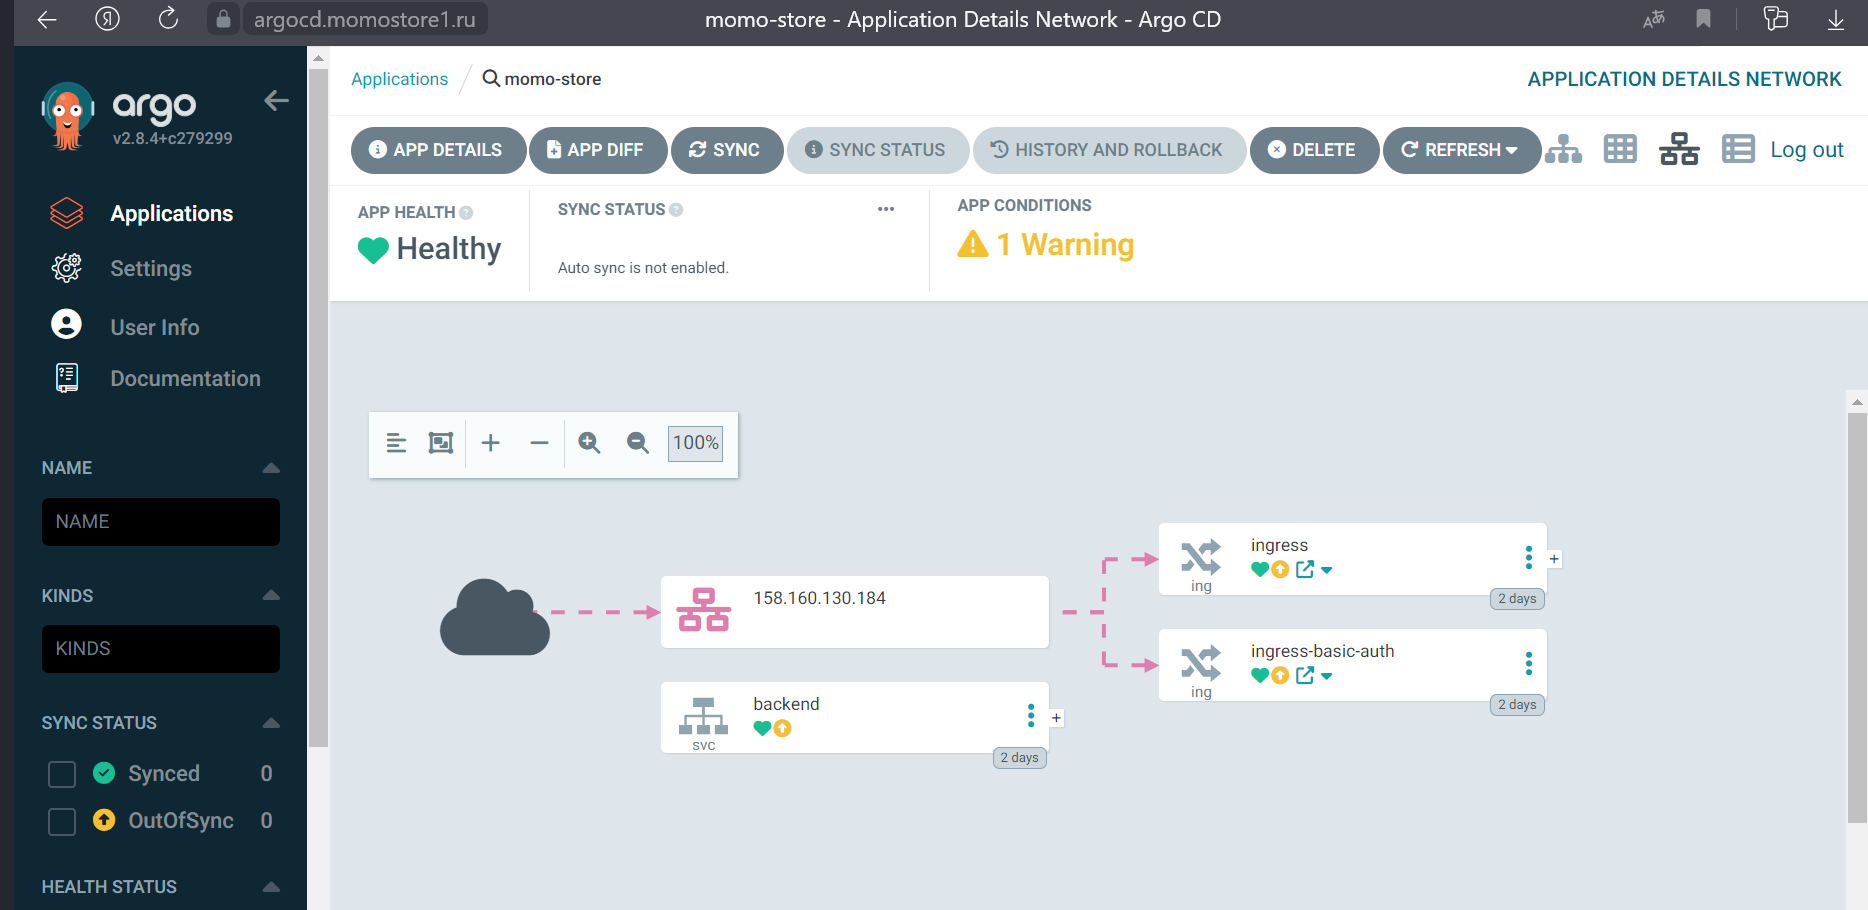 argocd.momostore1.ru
momo-store - Application Details Network - Argo CD
argo
v2.8.4+c279299
Applications
Settings
User Info
Documentation
NAME
NAME
KINDS
KINDS
SYNC STATUS
Synced 0
OutOfSync 0
HEALTH STATUS
Applications / momo-store
APPLICATION DETAILS NETWORK
APP DETAILS
APP DIFF
SYNC
SYNC STATUS
HISTORY AND ROLLBACK
DELETE
REFRESH
Log out
APP HEALTH
Healthy
SYNC STATUS
Auto sync is not enabled.
APP CONDITIONS
1 Warning
100%
158.160.130.184
backend
svc
2 days
ingress
ing
2 days
ingress-basic-auth
ing
2 days